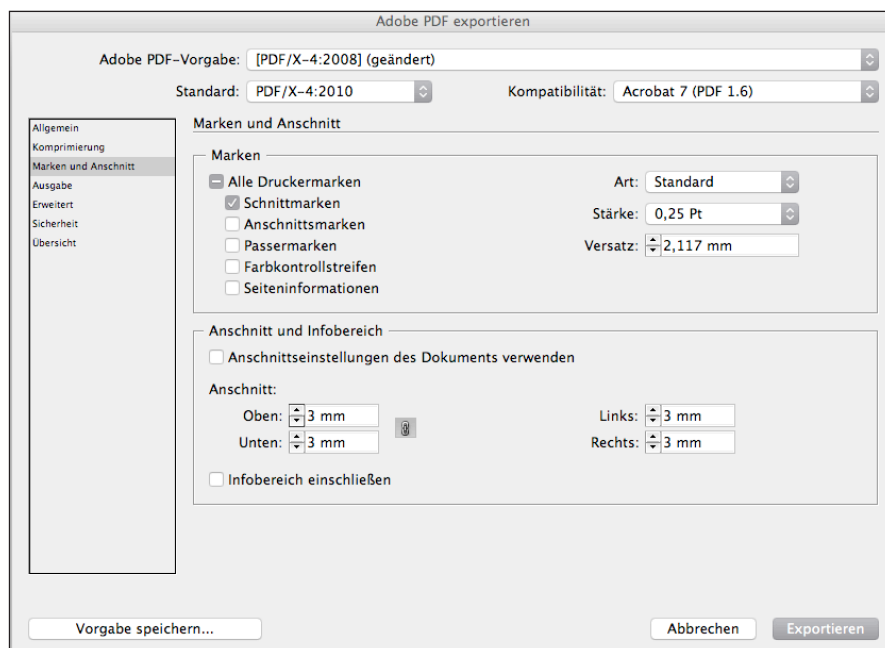 Adobe PDF exportieren
Adobe PDF-Vorgabe: [PDF/X-4:2008] (geändert)
Standard: PDF/X-4:2010 Kompatibilität: Acrobat 7 (PDF 1.6)
Allgemein
Komprimierung
Marken und Anschnitt
Ausgabe
Erweitert
Sicherheit
Übersicht
Marken und Anschnitt
Marken
Alle Druckermarken
Schnittmarken
Anschnittsmarken
Passermarken
Farbkontrollstreifen
Seiteninformationen
Art: Standard
Stärke: 0,25 Pt
Versatz: 2,117 mm
Anschnitt und Infobereich
Anschnittseinstellungen des Dokuments verwenden
Anschnitt:
Oben: 3 mm Links: 3 mm
Unten: 3 mm Rechts: 3 mm
Infobereich einschließen
Vorgabe speichern... Abbrechen Exportieren